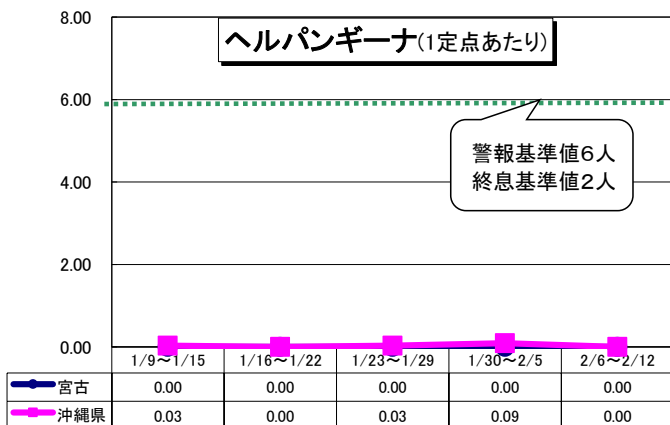 ヘルパンギーナ(1定点あたり)
8.00
6.00
4.00
2.00
0.00
警報基準値6人
終息基準値2人
1/9～1/15 1/16～1/22 1/23～1/29 1/30～2/5 2/6～2/12
宮古 0.00 0.00 0.00 0.00 0.00
沖縄県 0.03 0.00 0.03 0.09 0.00